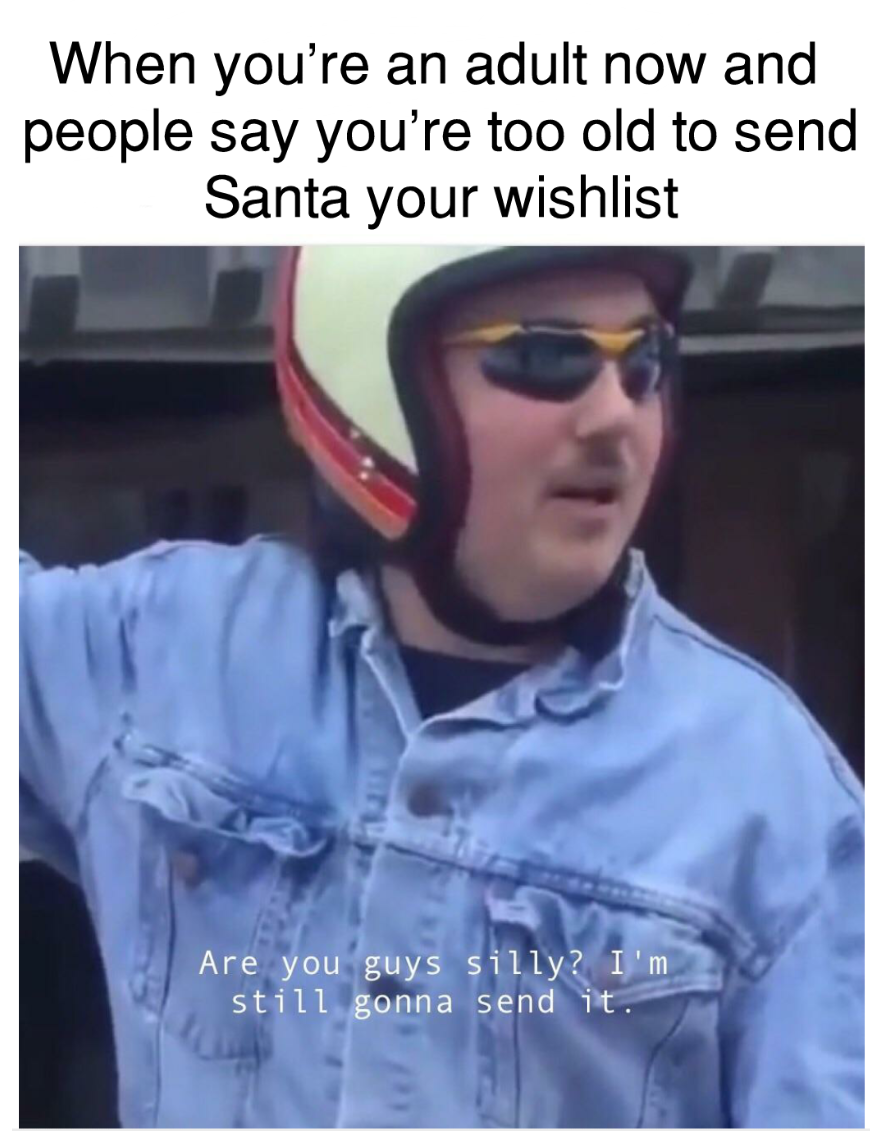 When you’re an adult now and
people say you’re too old to send
Santa your wishlist
Are you guys silly? I'm
still gonna send it.